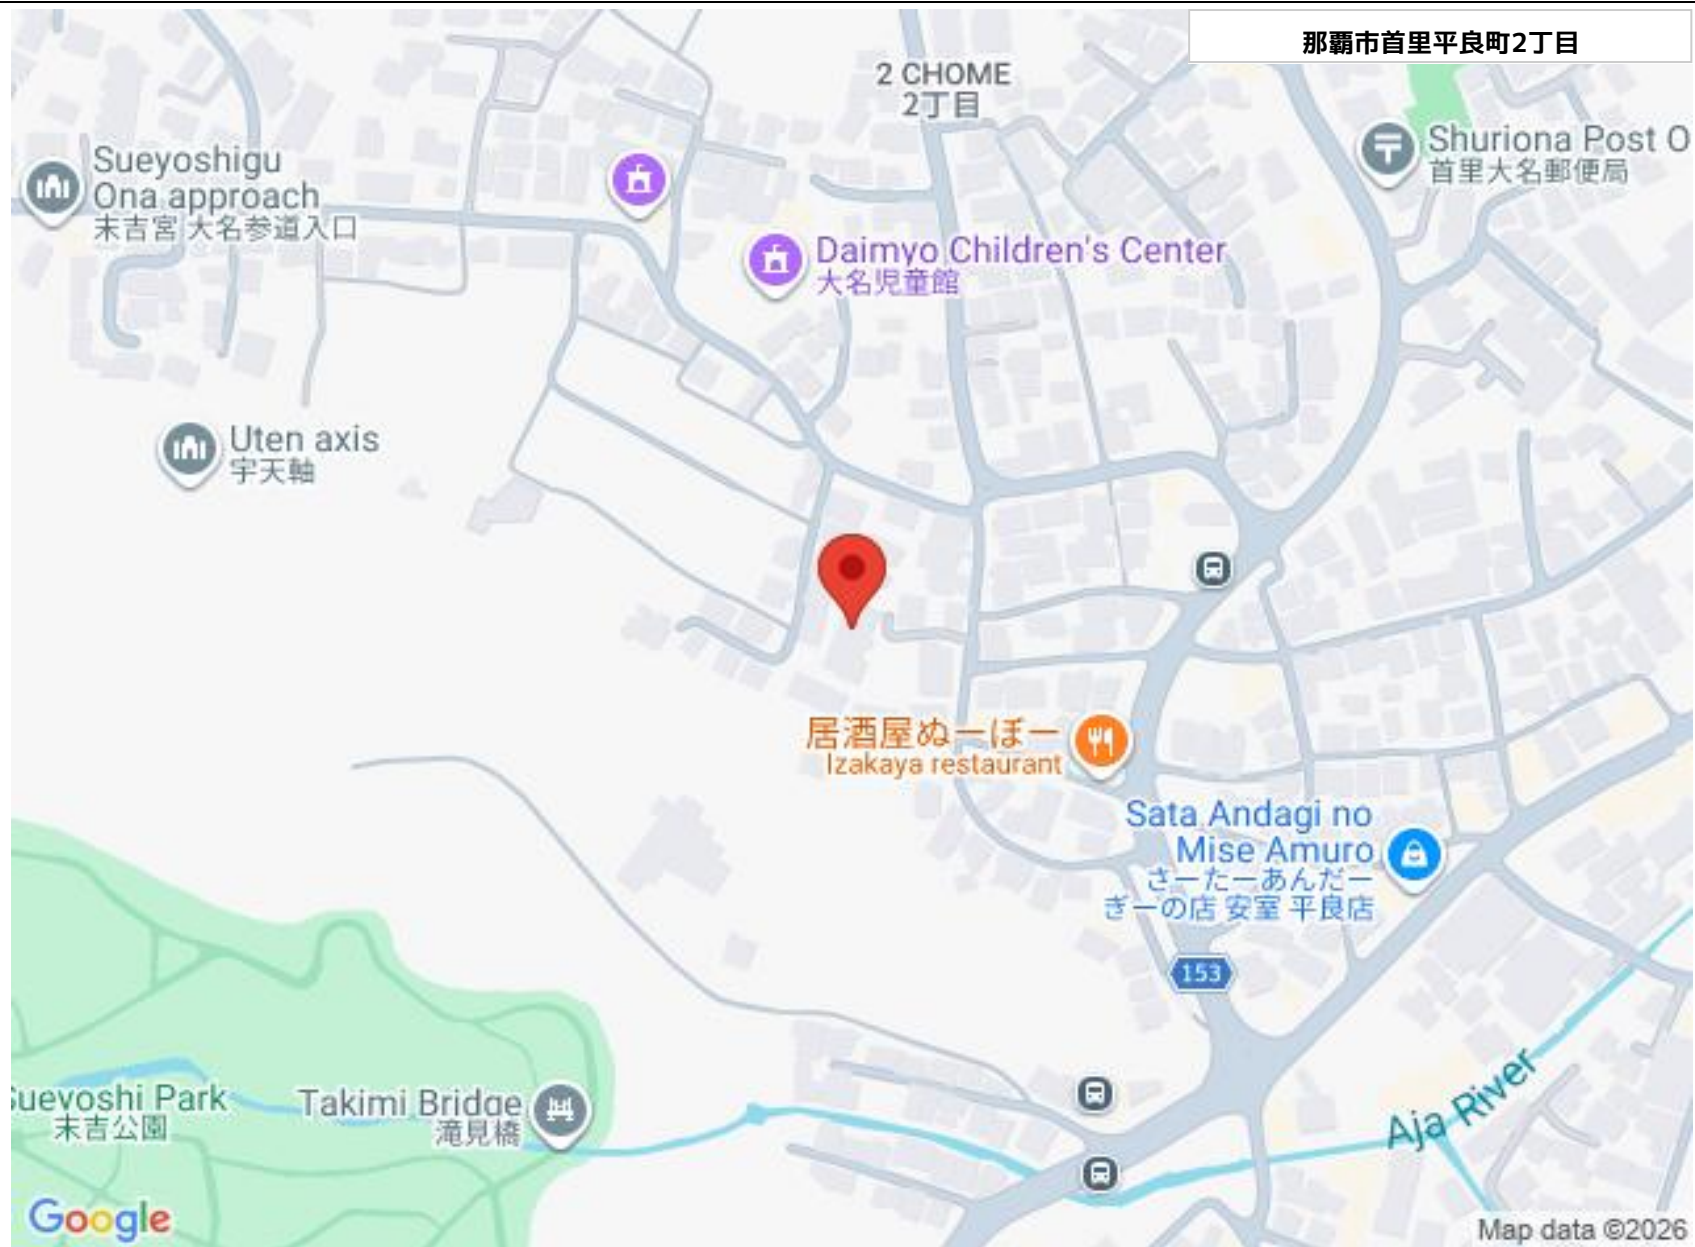 那覇市首里平良町2丁目
2 CHOME
2丁目
Shuriona Post O
首里大名郵便局
Sueyoshigu
Ona approach
末吉宮 大名参道入口
Daimyo Children's Center
大名児童館
Uten axis
宇天軸
居酒屋ぬーぼー
Izakaya restaurant
Sata Andagi no
Mise Amuro
さーたーあんだー
ぎーの店 安室 平良店
153
Sueyoshi Park
末吉公園
Takimi Bridge
滝見橋
Aja River
Google
Map data ©2026